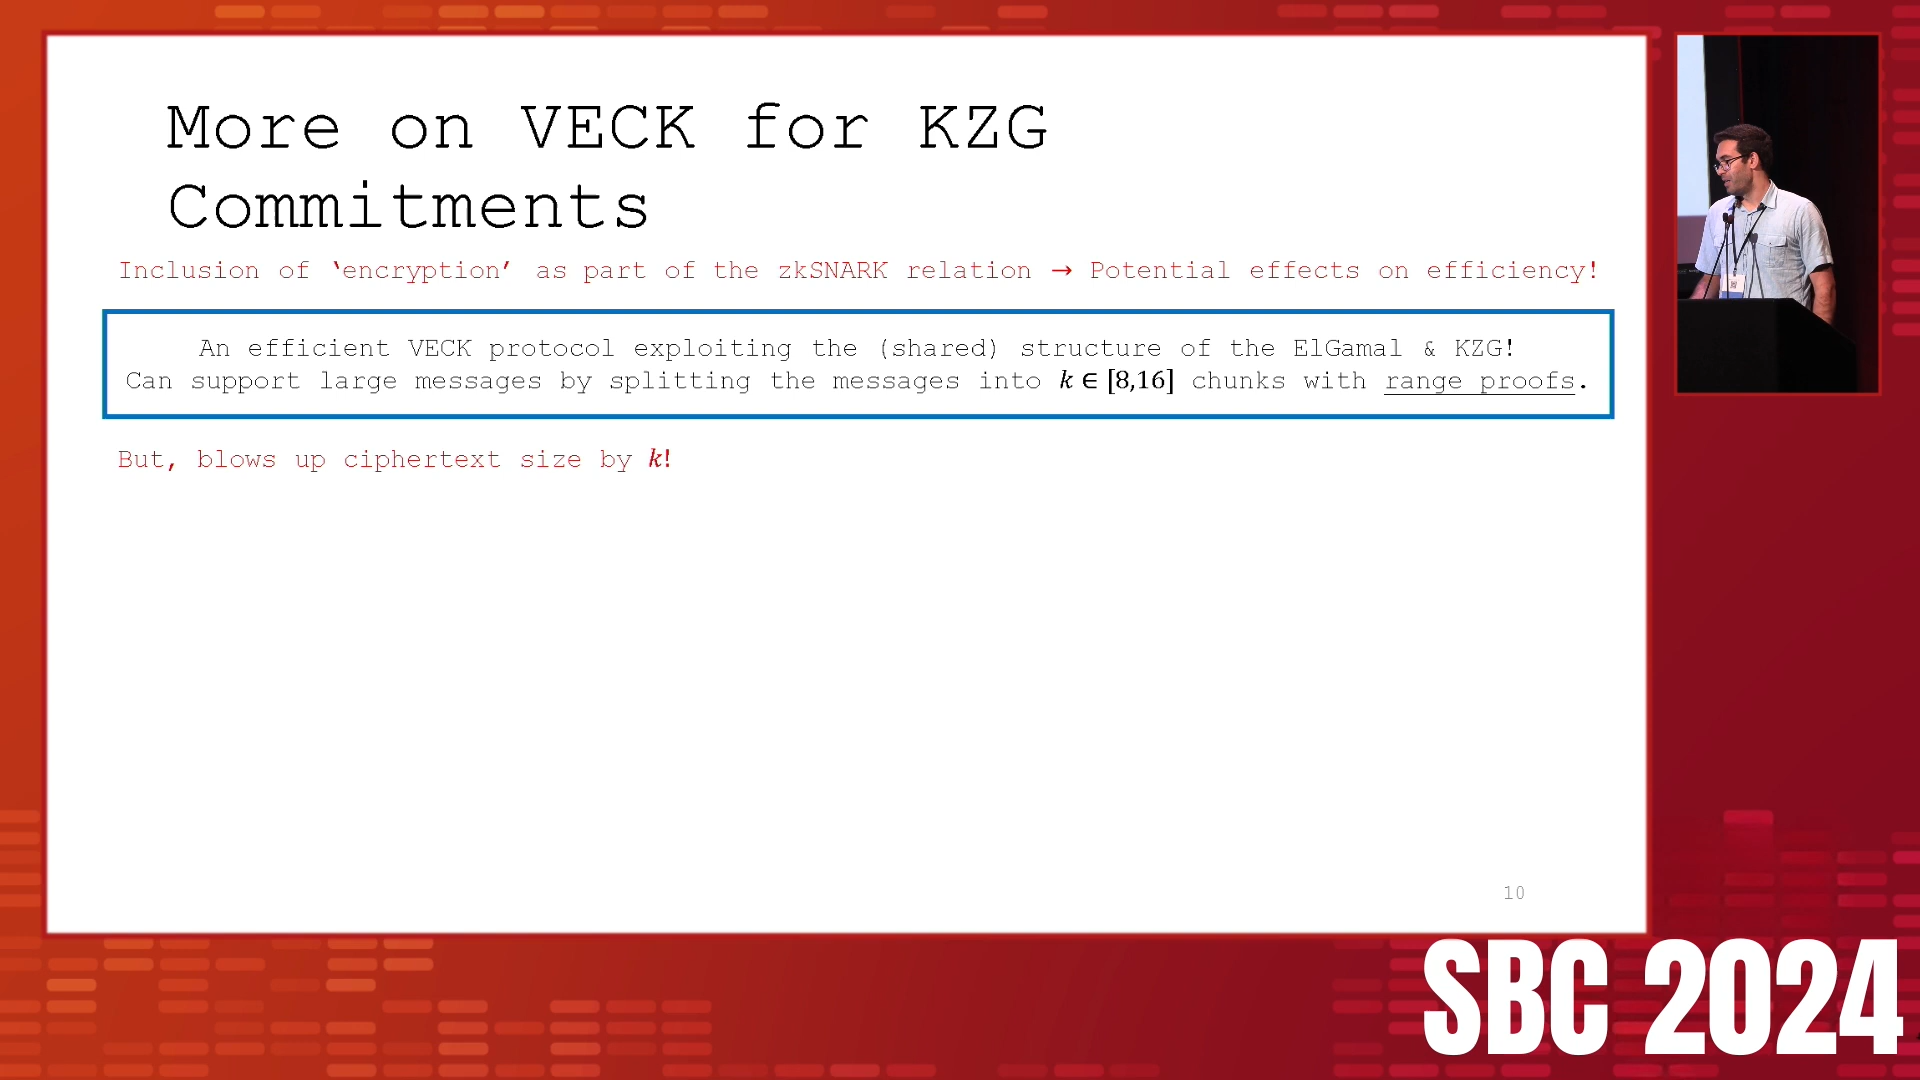 More on VECK for KZG
Commitments
Inclusion of ‘encryption’ as part of the zkSNARK relation → Potential effects on efficiency!
An efficient VECK protocol exploiting the (shared) structure of the ElGamal & KZG!
Can support large messages by splitting the messages into k ∈ [8,16] chunks with range proofs.
But, blows up ciphertext size by k!
10
SBC 2024